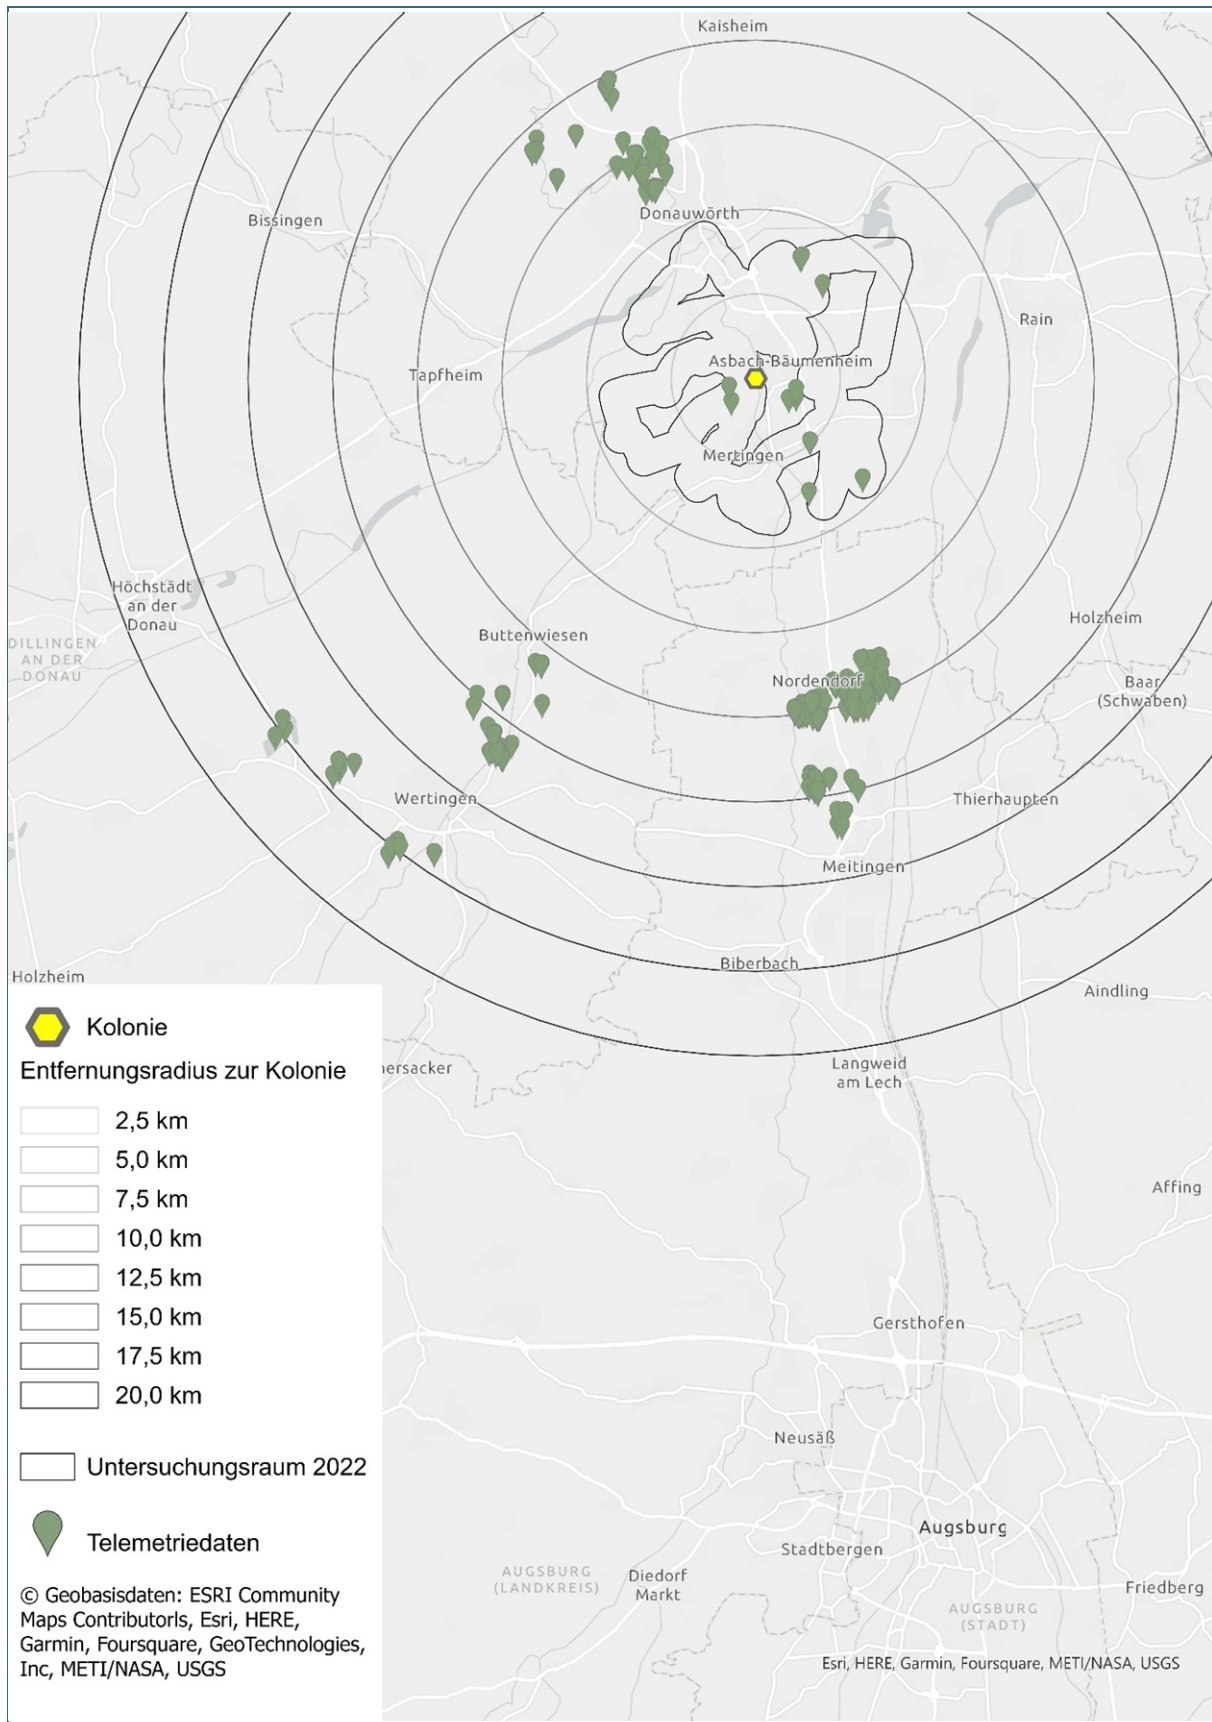 Kaisheim
Bissingen
Donauwörth
Rain
Asbach-Bäumenheim
Tapfheim
Mertingen
Höchstädt
an der
Donau
DILLINGEN
AN DER
DONAU
Buttenwiesen
Holzheim
Nordendorf
Baar
(Schwaben)
Wertingen
Thierhaupten
Meitingen
Biberbach
Holzheim
Aindling
Langweid
am Lech
nersacker
Affing
Gersthofen
Neusäß
Augsburg
Stadtbergen
AUGSBURG
(LANDKREIS)
Diedorf
Markt
Friedberg
AUGSBURG
(STADT)
Kolonie
Entfernungsradius zur Kolonie
2,5 km
5,0 km
7,5 km
10,0 km
12,5 km
15,0 km
17,5 km
20,0 km
Untersuchungsraum 2022
Telemetriedaten
© Geobasisdaten: ESRI Community
Maps Contributorls, Esri, HERE,
Garmin, Foursquare, GeoTechnologies,
Inc, METI/NASA, USGS
Esri, HERE, Garmin, Foursquare, METI/NASA, USGS